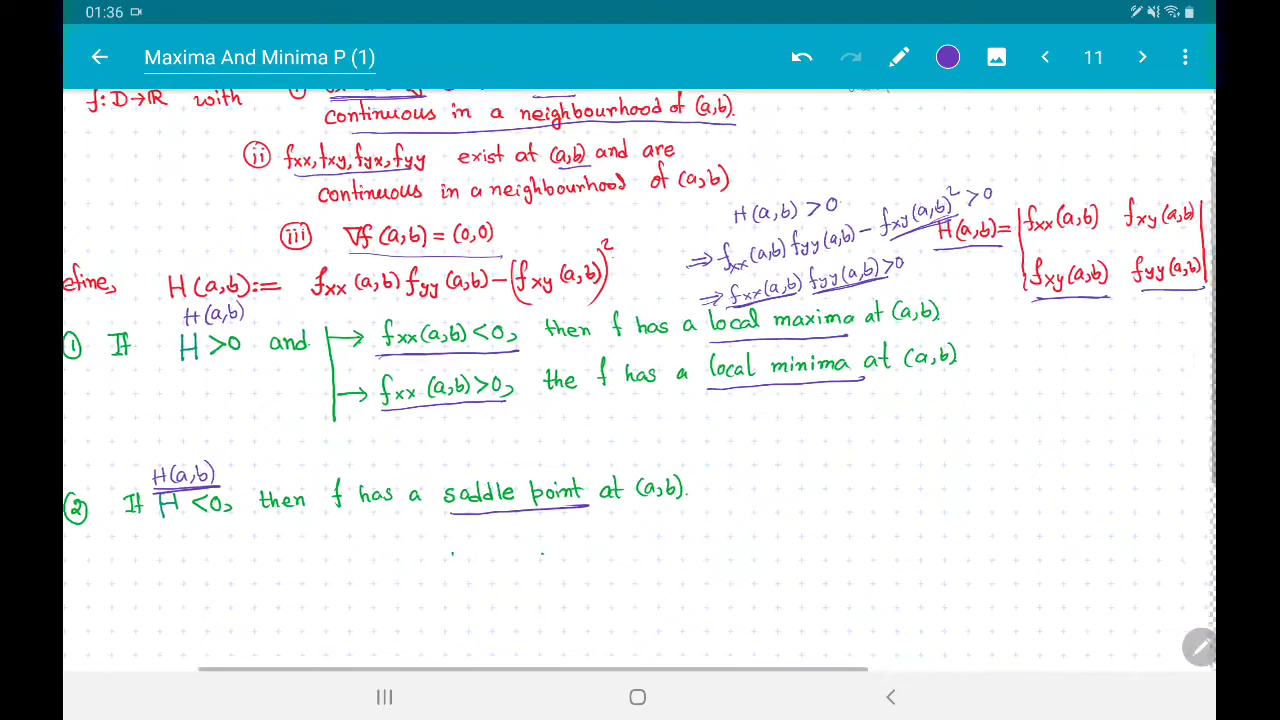 01:36
Maxima And Minima P (1)
11
f: D→ℝ with
continuous in a neighbourhood of (a,b).
(ii) fxx, fxy, fyx, fyy exist at (a,b) and are
continuous in a neighbourhood of (a,b)
(iii) ∇f (a,b) = (0,0)
H(a,b) > 0
⇒ fxx(a,b) fyy(a,b) − fxy(a,b)² > 0
⇒ fxx(a,b) fyy(a,b) > 0
H(a,b) = | fxx(a,b) fxy(a,b) |
| fxy(a,b) fyy(a,b) |
efine, H(a,b) := fxx(a,b) fyy(a,b) − (fxy(a,b))²
H(a,b)
① If H >0 and → fxx(a,b) < 0, then f has a local maxima at (a,b)
→ fxx(a,b) > 0, the f has a local minima at (a,b)
H(a,b)
② If H <0, then f has a saddle point at (a,b).